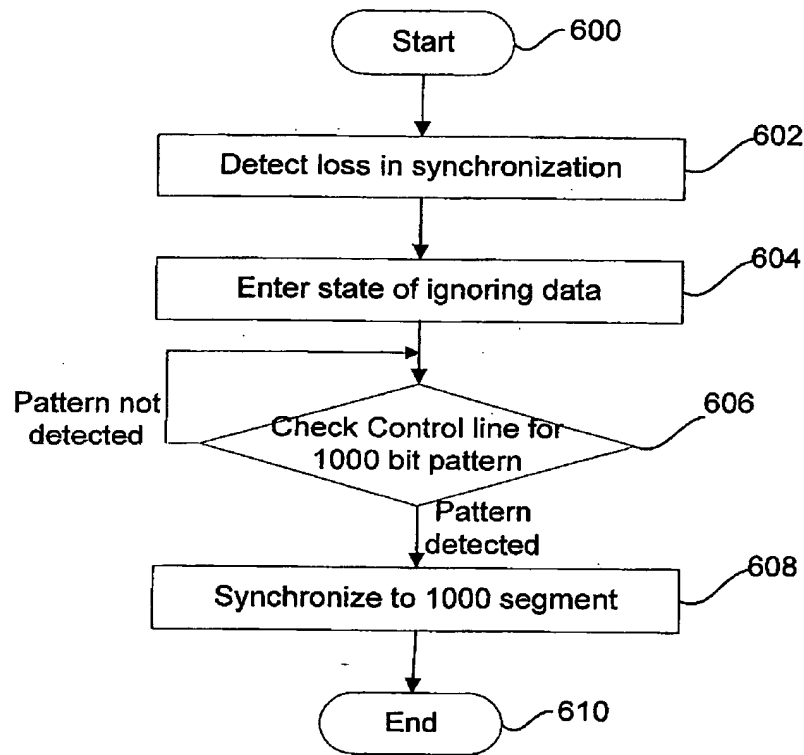 Start
600
602
Detect loss in synchronization
604
Enter state of ignoring data
Pattern not
detected
606
Check Control line for
1000 bit pattern
Pattern
detected
608
Synchronize to 1000 segment
End
610